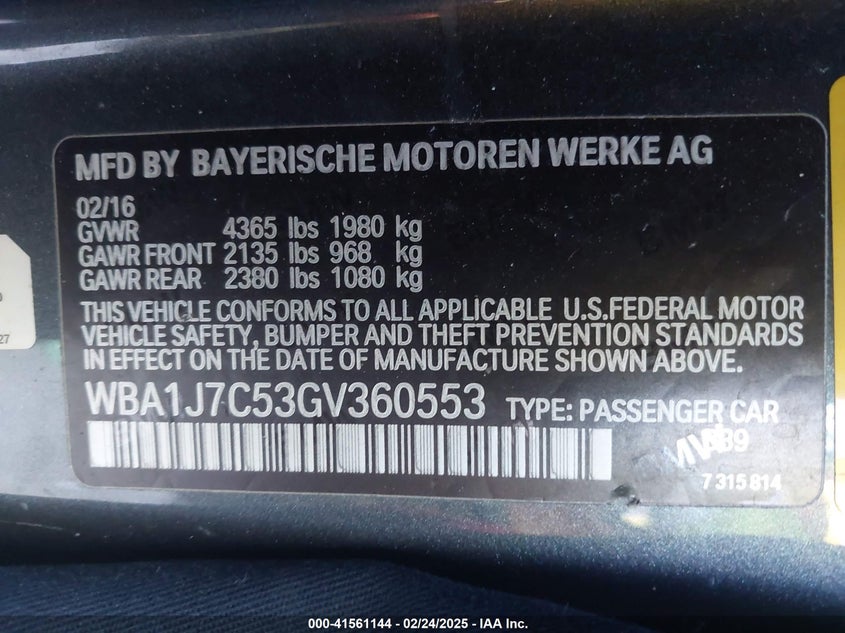 MFD BY BAYERISCHE MOTOREN WERKE AG
02/16
GVWR 4365 lbs 1980 kg
GAWR FRONT 2135 lbs 968 kg
GAWR REAR 2380 lbs 1080 kg
THIS VEHICLE CONFORMS TO ALL APPLICABLE U.S.FEDERAL MOTOR
VEHICLE SAFETY, BUMPER AND THEFT PREVENTION STANDARDS
IN EFFECT ON THE DATE OF MANUFACTURE SHOWN ABOVE.
WBA1J7C53GV360553 TYPE: PASSENGER CAR
BMW
7 315 814
27
000-41561144 - 02/24/2025 - IAA Inc.